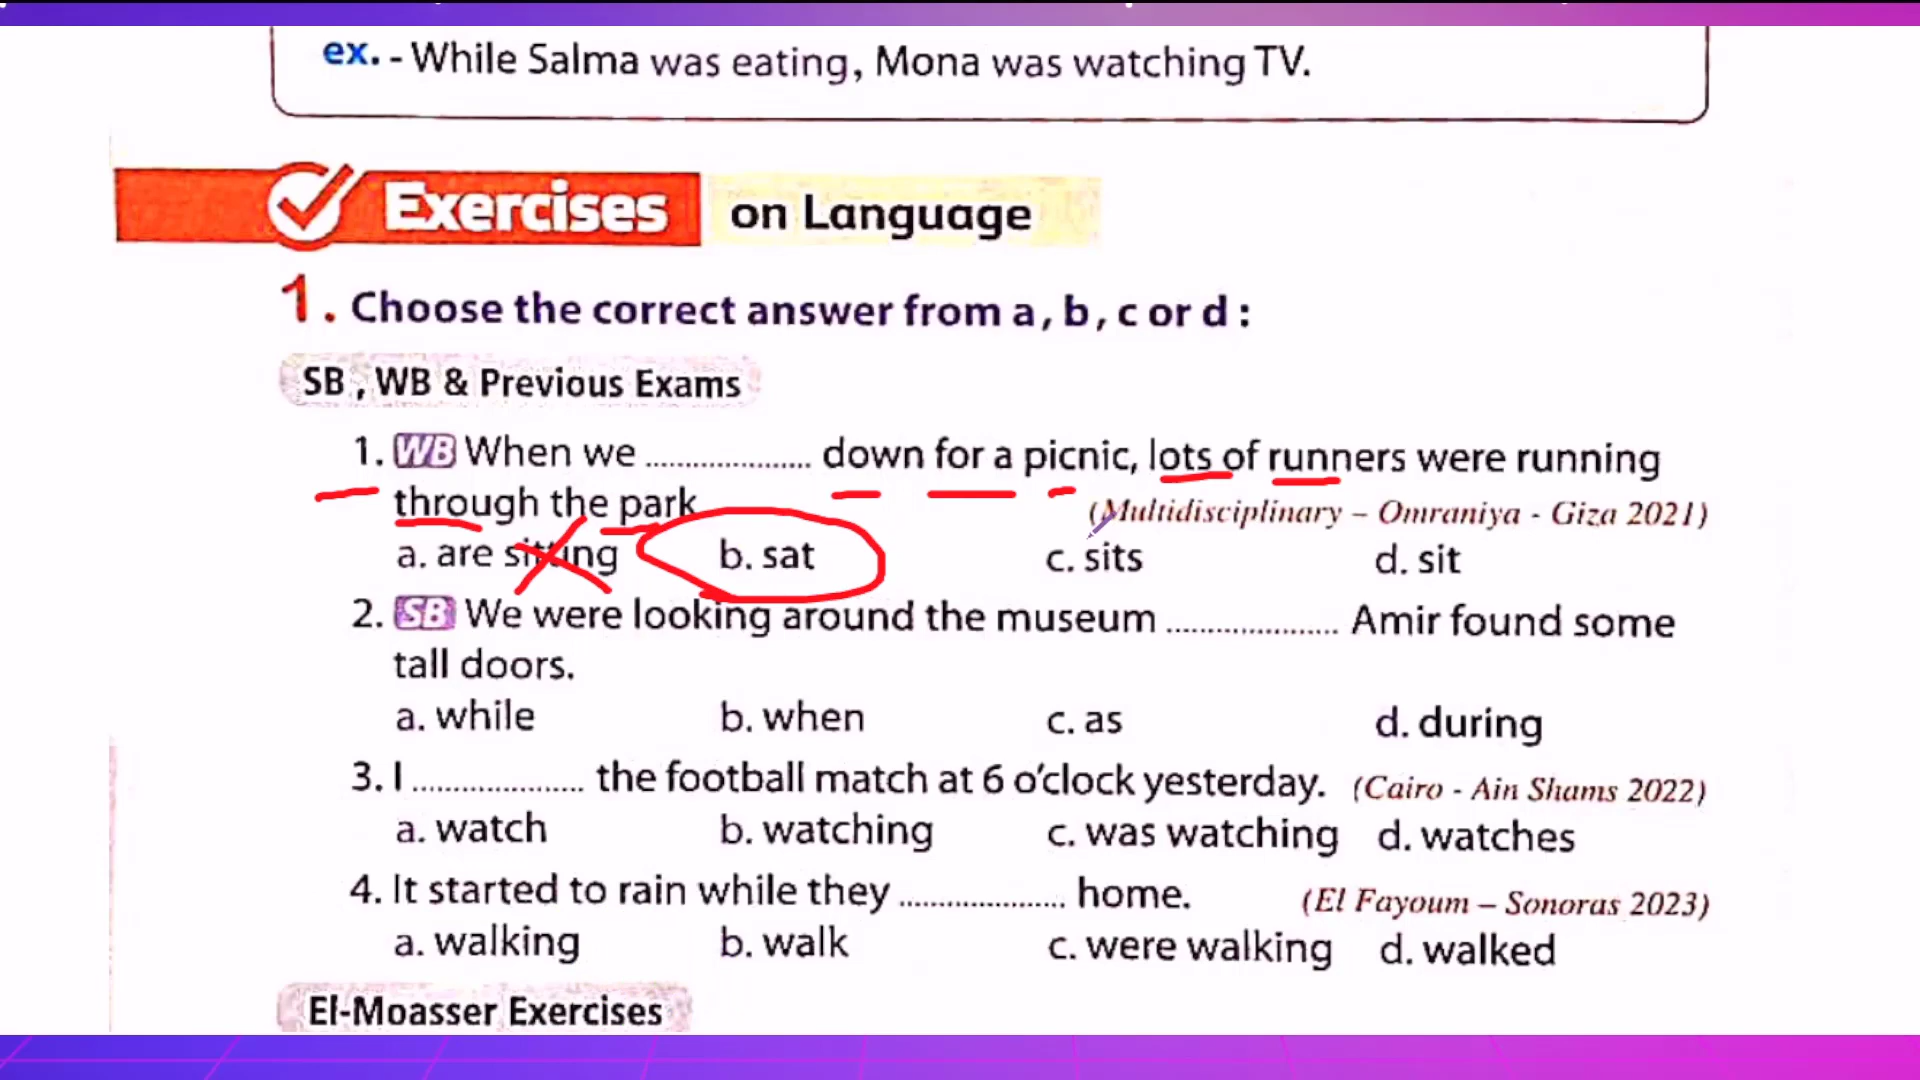 ex. - While Salma was eating, Mona was watching TV.
Exercises on Language
1. Choose the correct answer from a, b, c or d :
SB, WB & Previous Exams
1. WB When we .................... down for a picnic, lots of runners were running
through the park
(Multidisciplinary – Omraniya - Giza 2021)
a. are sitting b. sat c. sits d. sit
2. SB We were looking around the museum .................... Amir found some
tall doors.
a. while b. when c. as d. during
3. I .................... the football match at 6 o'clock yesterday. (Cairo - Ain Shams 2022)
a. watch b. watching c. was watching d. watches
4. It started to rain while they .................... home. (El Fayoum – Sonoras 2023)
a. walking b. walk c. were walking d. walked
El-Moasser Exercises